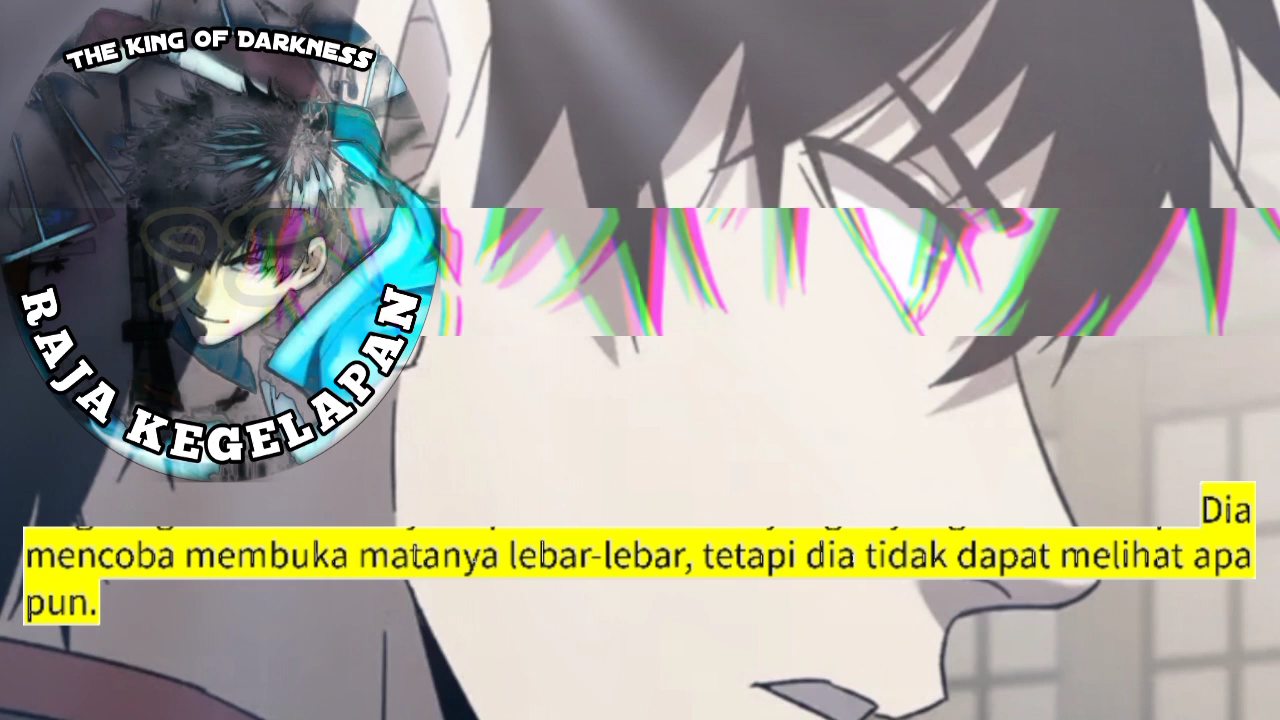 THE KING OF DARKNESS
RAJA KEGELAPAN
Dia
mencoba membuka matanya lebar-lebar, tetapi dia tidak dapat melihat apa
pun.